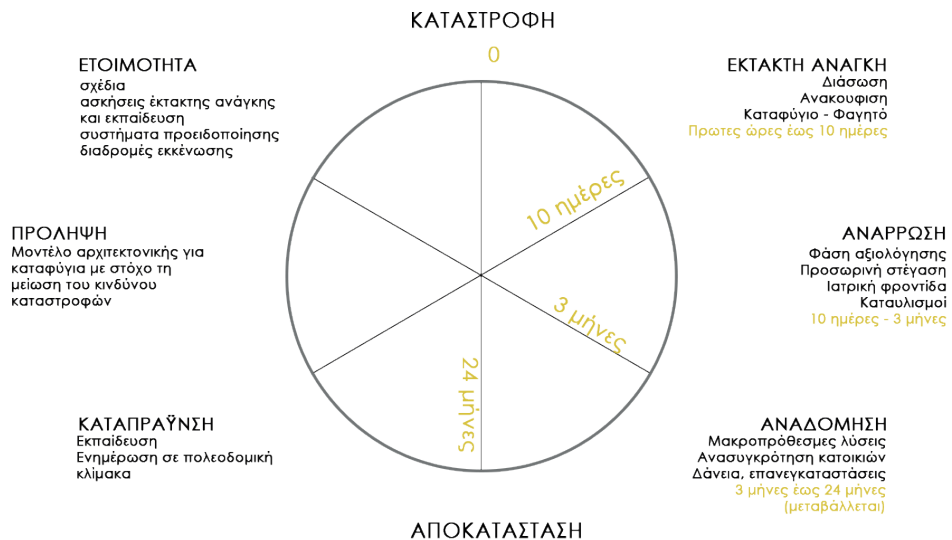 ΚΑΤΑΣΤΡΟΦΗ
0
ΕΚΤΑΚΤΗ ΑΝΑΓΚΗ
Διάσωση
Ανακουφιση
Καταφύγιο - Φαγητό
Πρωτες ώρες έως 10 ημέρες
10 ημέρες
ΑΝΑΡΡΩΣΗ
Φάση αξιολόγησης
Προσωρινή στέγαση
Ιατρική φροντίδα
Καταυλισμοί
10 ημέρες - 3 μήνες
3 μήνες
ΑΝΑΔΟΜΗΣΗ
Μακροπρόθεσμες λύσεις
Ανασυγκρότηση κατοικιών
Δάνεια, επανεγκαταστάσεις
3 μήνες έως 24 μήνες
(μεταβάλλεται)
24 μήνες
ΑΠΟΚΑΤΑΣΤΑΣΗ
ΚΑΤΑΠΡΑΫΝΣΗ
Εκπαίδευση
Ενημέρωση σε πολεοδομική
κλίμακα
ΠΡΟΛΗΨΗ
Μοντέλο αρχιτεκτονικής για
καταφύγια με στόχο τη
μείωση του κινδύνου
καταστροφών
ΕΤΟΙΜΟΤΗΤΑ
σχέδια
ασκήσεις έκτακτης ανάγκης
και εκπαίδευση
συστήματα προειδοποίησης
διαδρομές εκκένωσης